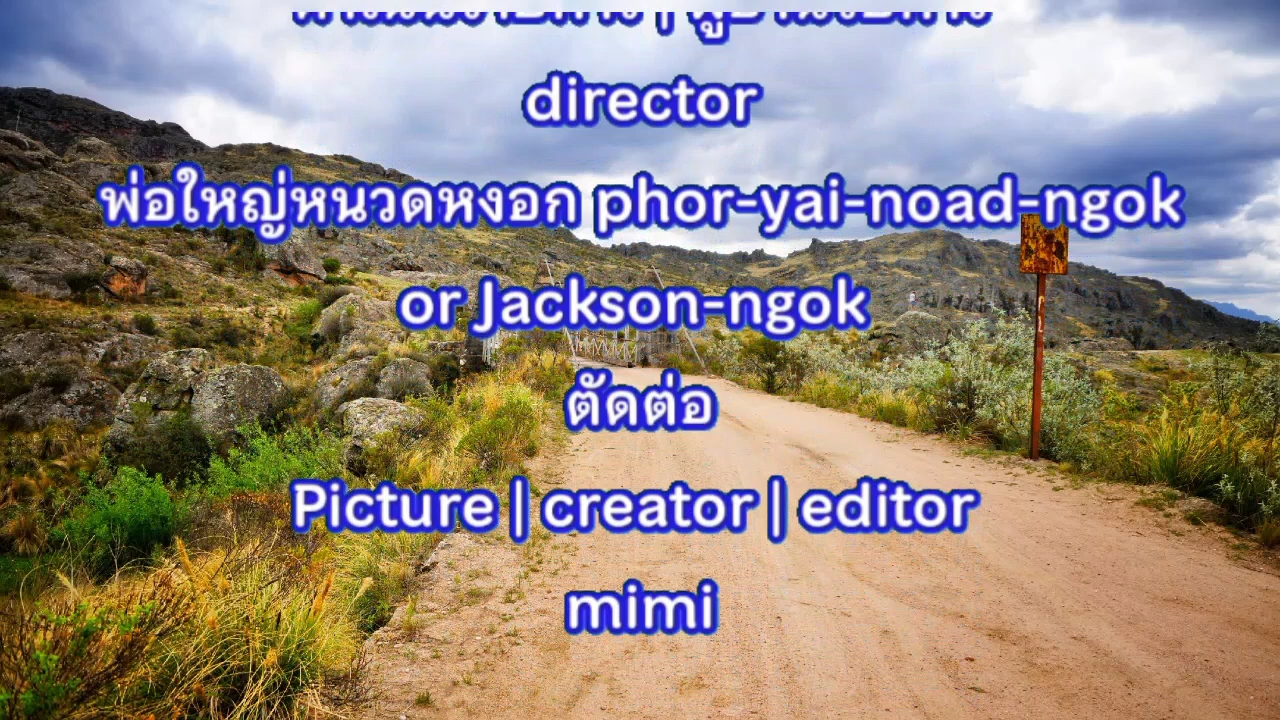 director
พ่อใหญ่หนวดหงอก phor-yai-noad-ngok
or Jackson-ngok
ตัดต่อ
Picture | creator | editor
mimi